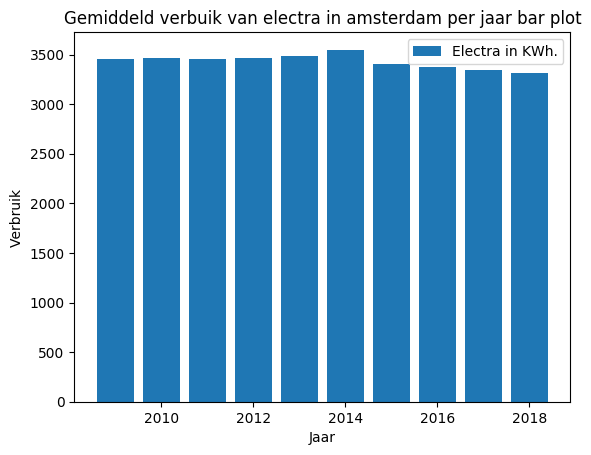 Gemiddeld verbuik van electra in amsterdam per jaar bar plot
Electra in KWh.
3500
3000
2500
2000
1500
1000
500
0
Verbruik
2010 2012 2014 2016 2018
Jaar